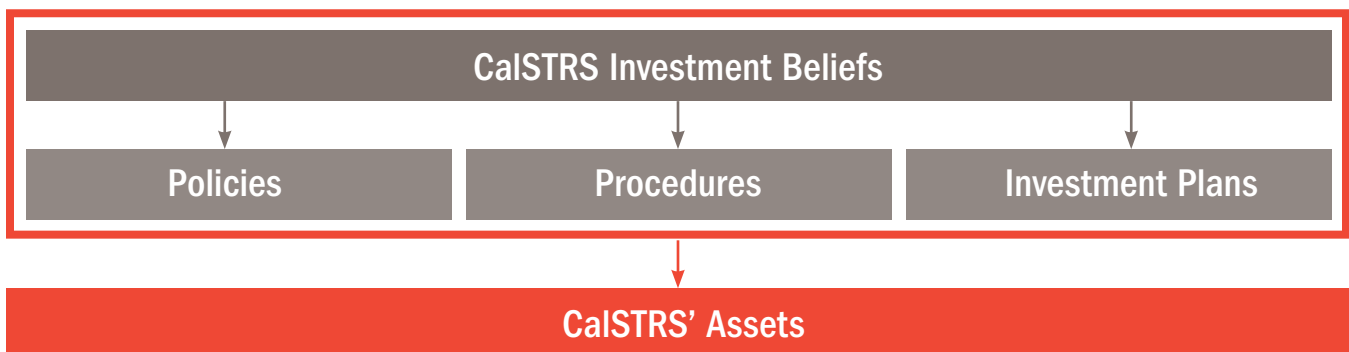 CalSTRS Investment Beliefs
Policies
Procedures
Investment Plans
CalSTRS’ Assets